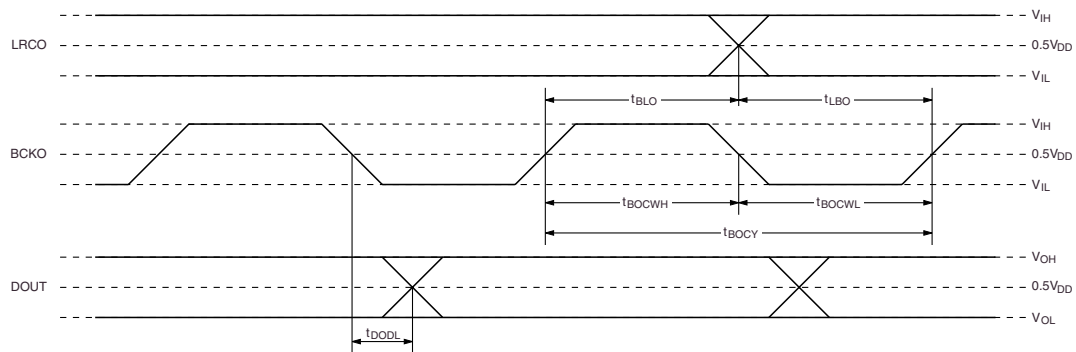 V_IH
LRCO 0.5V_DD
V_IL
t_BLO t_LBO
V_IH
BCKO 0.5V_DD
V_IL
t_BOCWH t_BOCWL
t_BOCY
V_OH
DOUT 0.5V_DD
V_OL
t_DODL